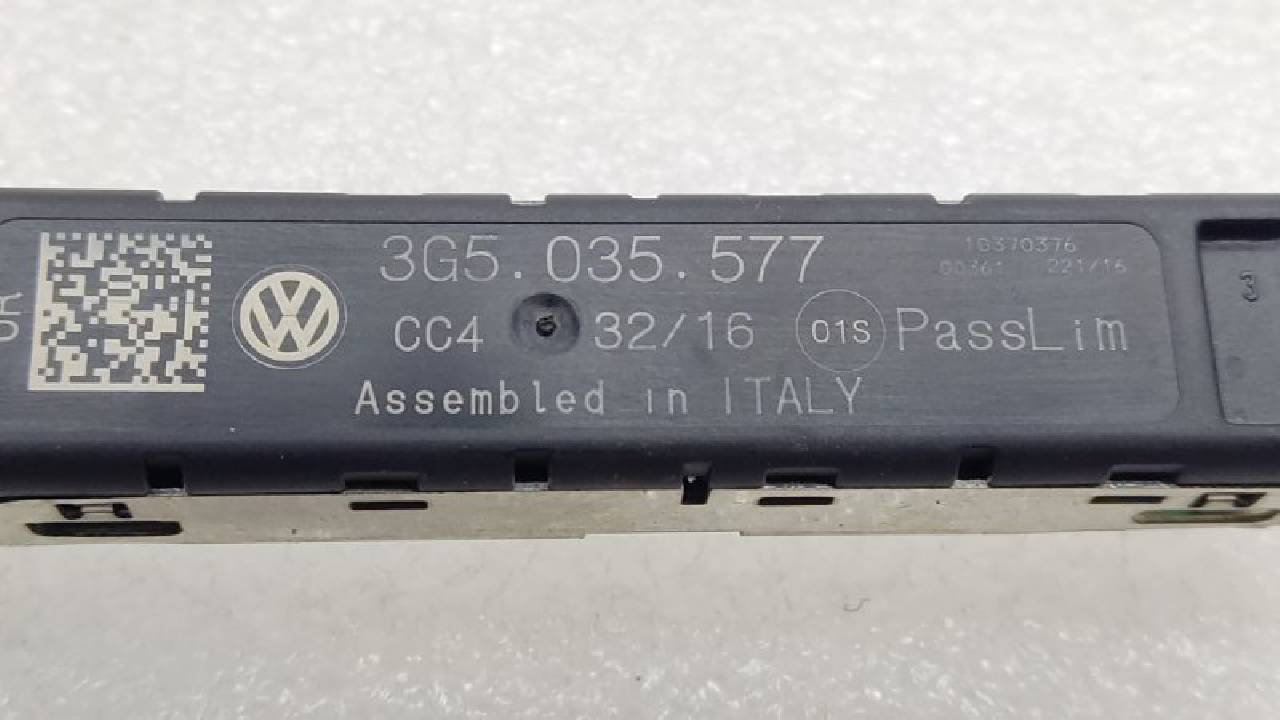 3G5.035.577
CC4 32/16 01S PassLim
Assembled in ITALY
10370376
00361 221/16
3